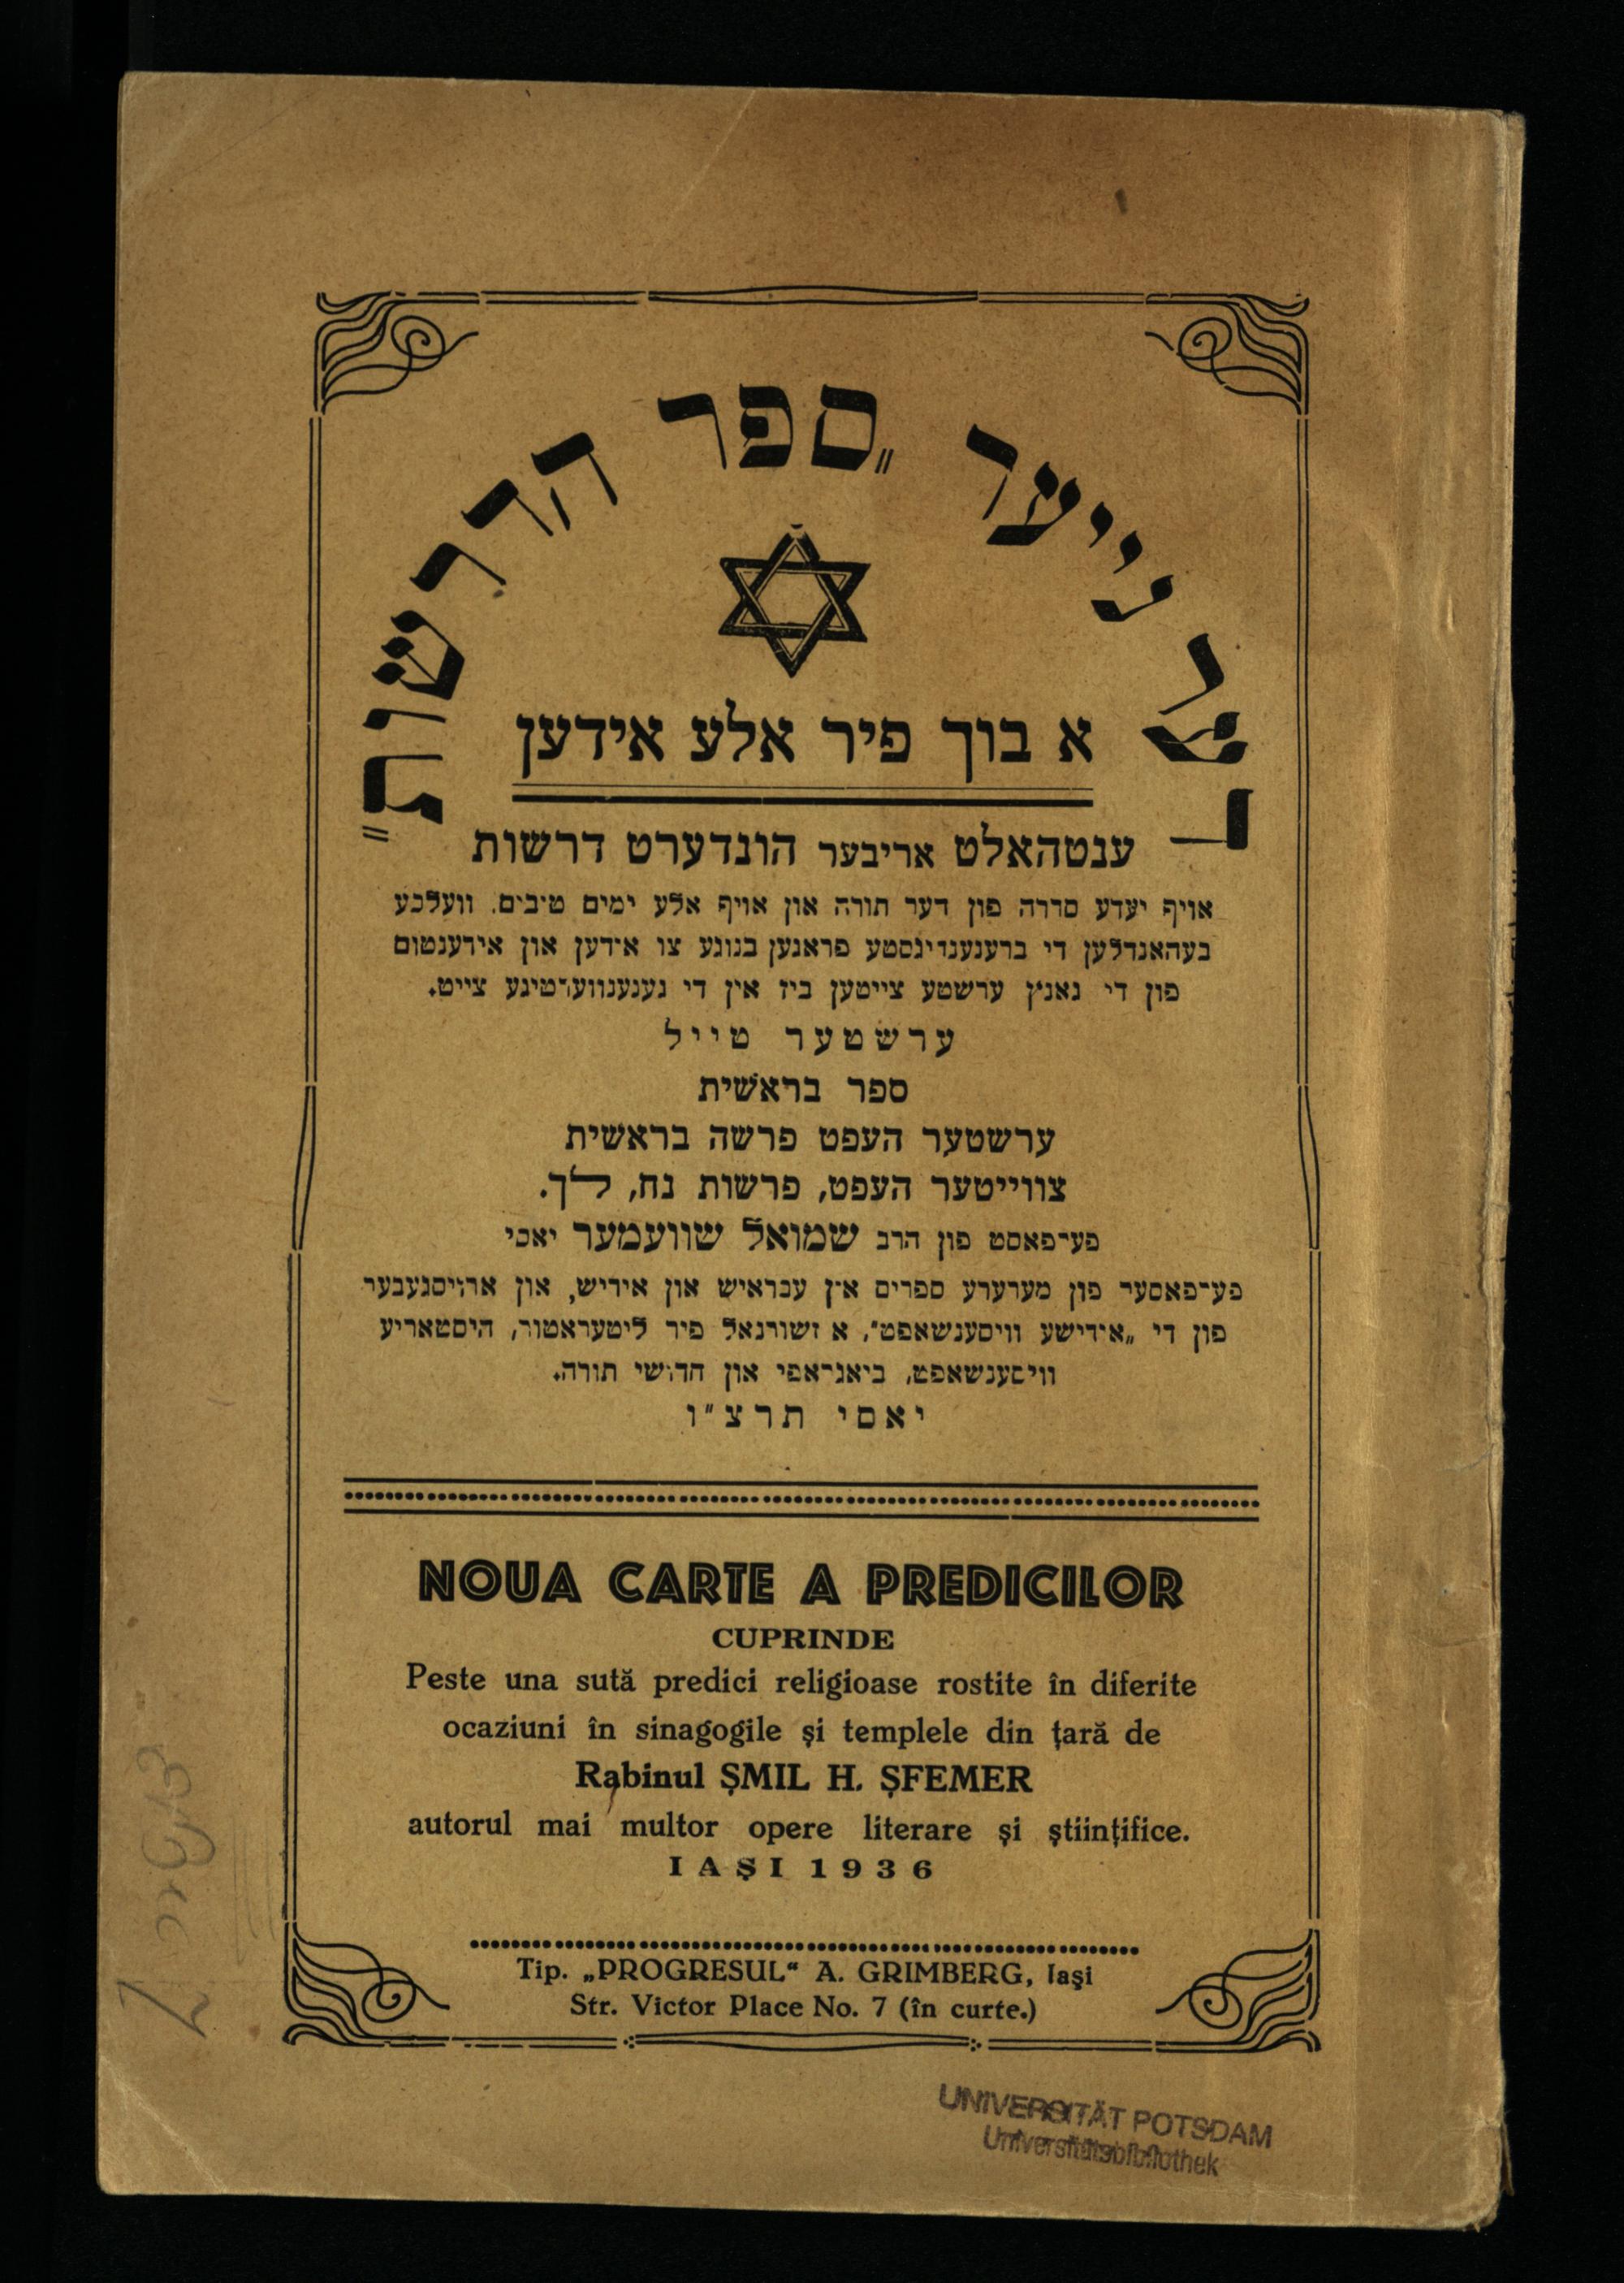 דאָס נייער „ספר הדרשות"
א בוך פיר אלע אידען
ענטהאלט אריבער הונדערט דרשות
אויף יעדע סדרה פון דער תורה און אויף אלע ימים טובים. וועלכע
בעהאנדלען די ברענענדיגסטע פראגען בנוגע צו אידען און אידענטום
פון די גאנץ ערשטע צייטען ביז אין די געגענווערטיגע צייט.
ערשטער טייל
ספר בראשית
ערשטער העפט פרשה בראשית
צווייטער העפט, פרשות נח, לך.
פערפאסט פון הרב שמואל שוועמער יאסי
פערפאסער פון מערערע ספרים אין עבראיש און אידיש, און ארויסגעבער
פון די „אידישע וויסענשאפט", א זשורנאל פיר ליטעראטור, היסטאריע
וויסענשאפט, ביאגראפי און חדושי תורה.
יאסי תרצ"ו
NOUA CARTE A PREDICILOR
CUPRINDE
Peste una sută predici religioase rostite în diferite
ocaziuni în sinagogile și templele din țară de
Rabinul ȘMIL H. ȘFEMER
autorul mai multor opere literare și științifice.
IAȘI 1936
Tip. „PROGRESUL“ A. GRIMBERG, Iași
Str. Victor Place No. 7 (în curte.)
UNIVERSITÄT POTSDAM
Universitätsbibliothek